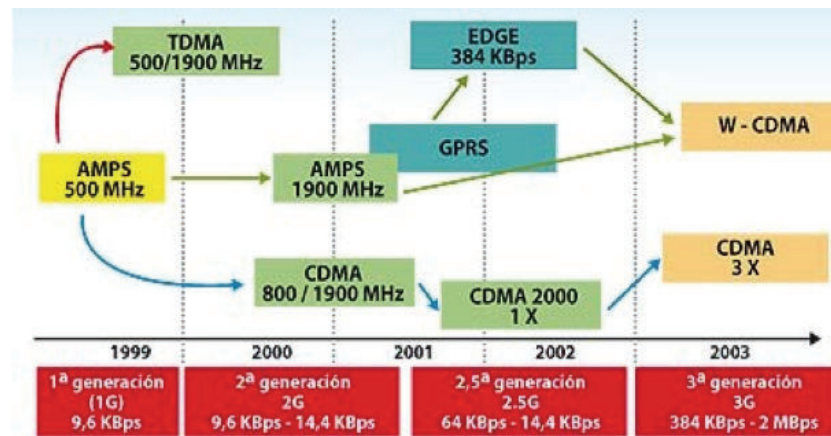 TDMA
500/1900 MHz
EDGE
384 KBps
W - CDMA
GPRS
AMPS
500 MHz
AMPS
1900 MHz
CDMA
800 / 1900 MHz
CDMA 2000
1 X
CDMA
3 X
1999
2000
2001
2002
2003
1ª generación
(1G)
9,6 KBps
2ª generación
2G
9,6 KBps - 14,4 KBps
2,5ª generación
2.5G
64 KBps - 14,4 KBps
3ª generación
3G
384 KBps - 2 MBps